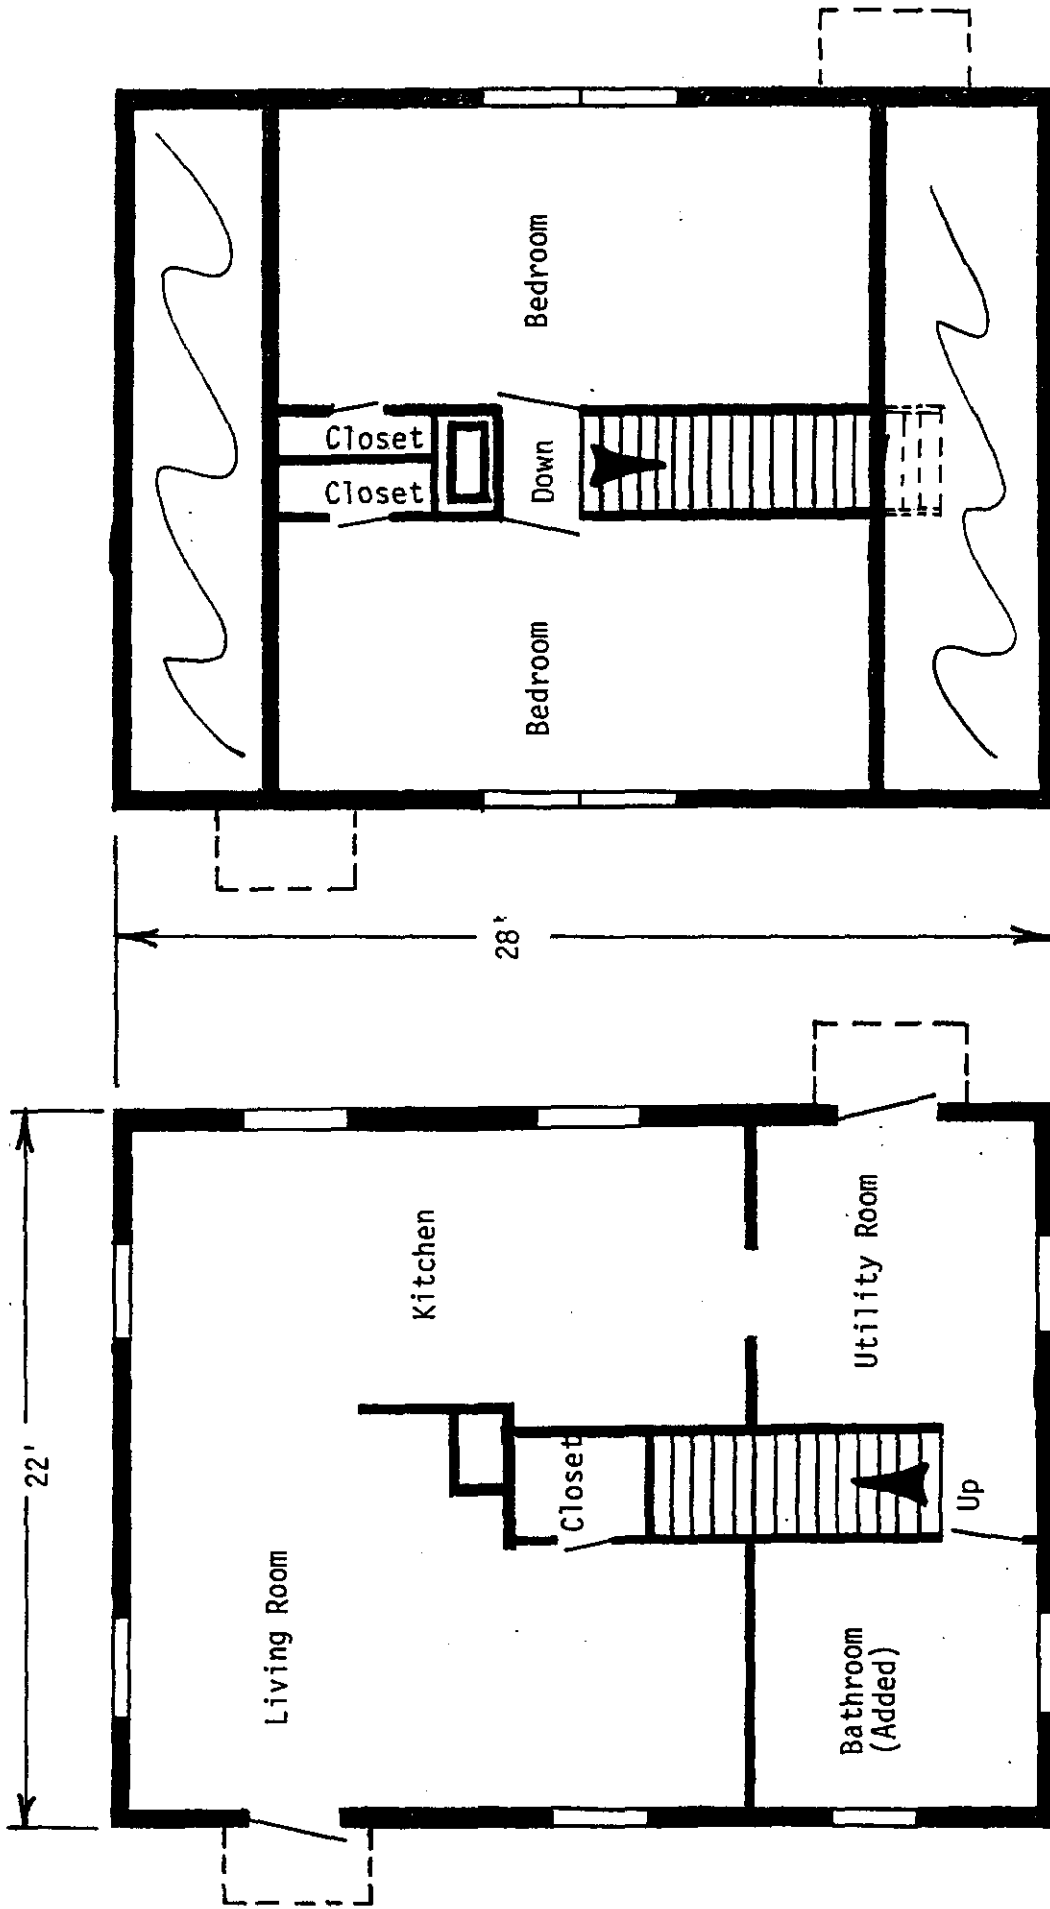 22'
Living Room
Kitchen
Closet
Up
Bathroom
(Added)
Utility Room
28'
Bedroom
Closet
Closet
Down
Bedroom